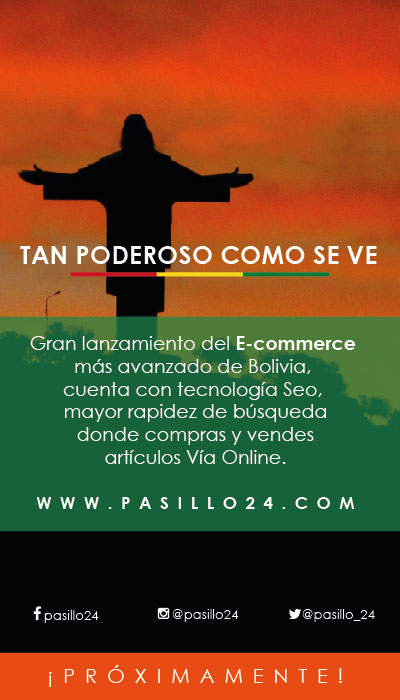 TAN PODEROSO COMO SE VE
Gran lanzamiento del E-commerce
más avanzado de Bolivia,
cuenta con tecnología Seo,
mayor rapidez de búsqueda
donde compras y vendes
artículos Vía Online.
WWW.PASILLO24.COM
pasillo24 @pasillo24 @pasillo_24
¡PRÓXIMAMENTE!